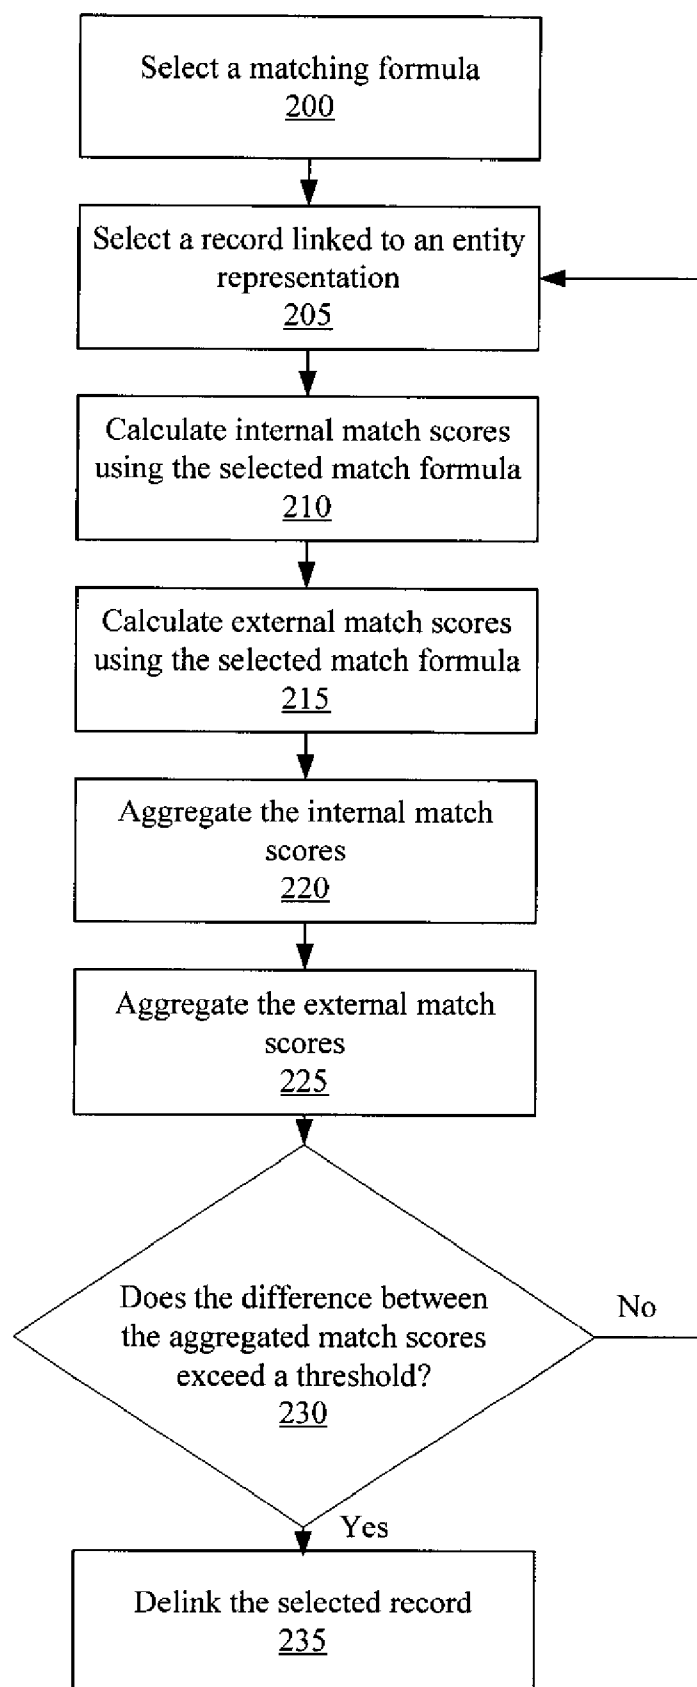 Select a matching formula
200
Select a record linked to an entity
representation
205
Calculate internal match scores
using the selected match formula
210
Calculate external match scores
using the selected match formula
215
Aggregate the internal match
scores
220
Aggregate the external match
scores
225
Does the difference between
the aggregated match scores
exceed a threshold?
230
No
Yes
Delink the selected record
235